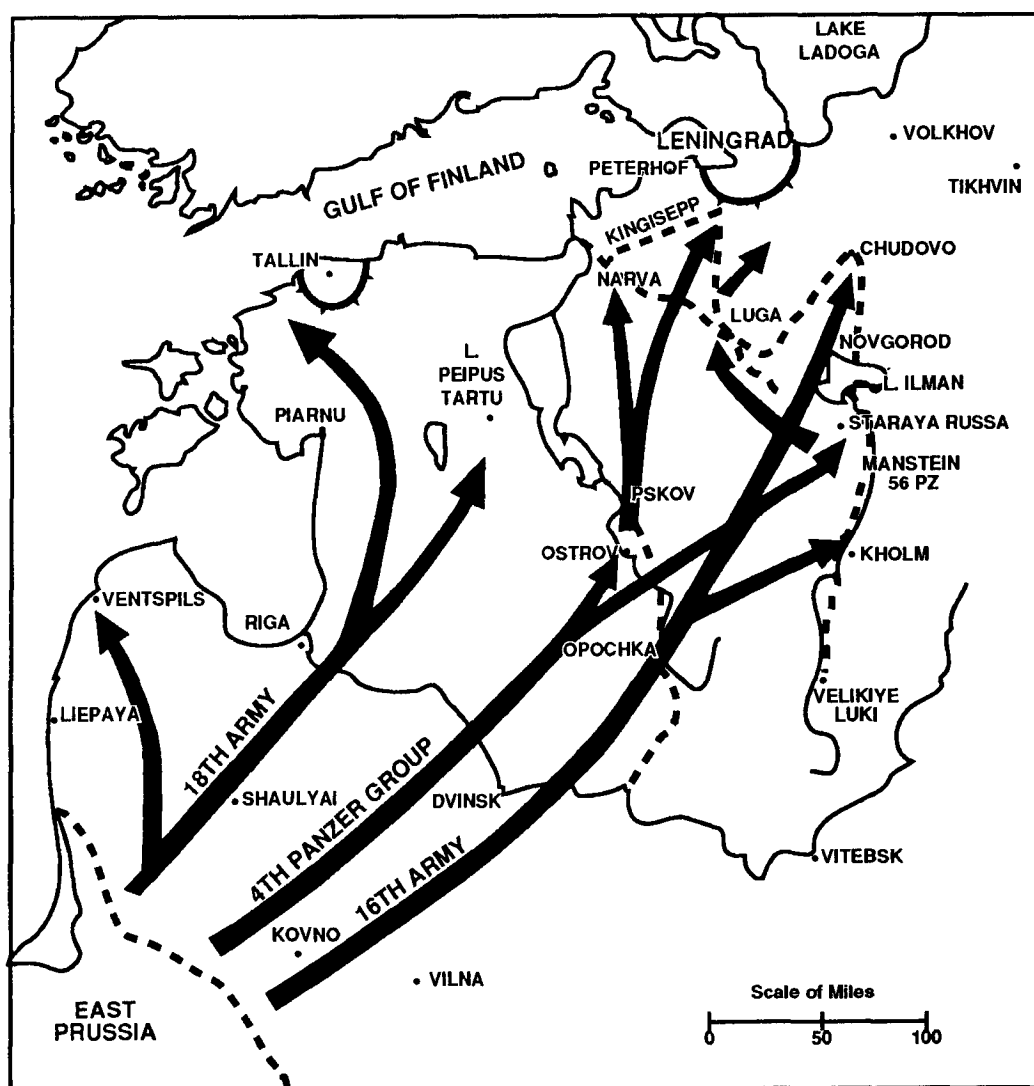 LAKE
LADOGA
VOLKHOV
LENINGRAD
PETERHOF
TIKHVIN
GULF OF FINLAND
KINGISEPP
CHUDOVO
TALLIN
NARVA
LUGA
NOVGOROD
L.
PEIPUS
TARTU
L. ILMAN
PIARNU
STARAYA RUSSA
MANSTEIN
56 PZ
PSKOV
OSTROV
KHOLM
VENTSPILS
RIGA
OPOCHKA
VELIKIYE
LUKI
LIEPAYA
18TH ARMY
SHAULYAI
4TH PANZER GROUP
DVINSK
16TH ARMY
VITEBSK
KOVNO
VILNA
EAST
PRUSSIA
Scale of Miles
0 50 100